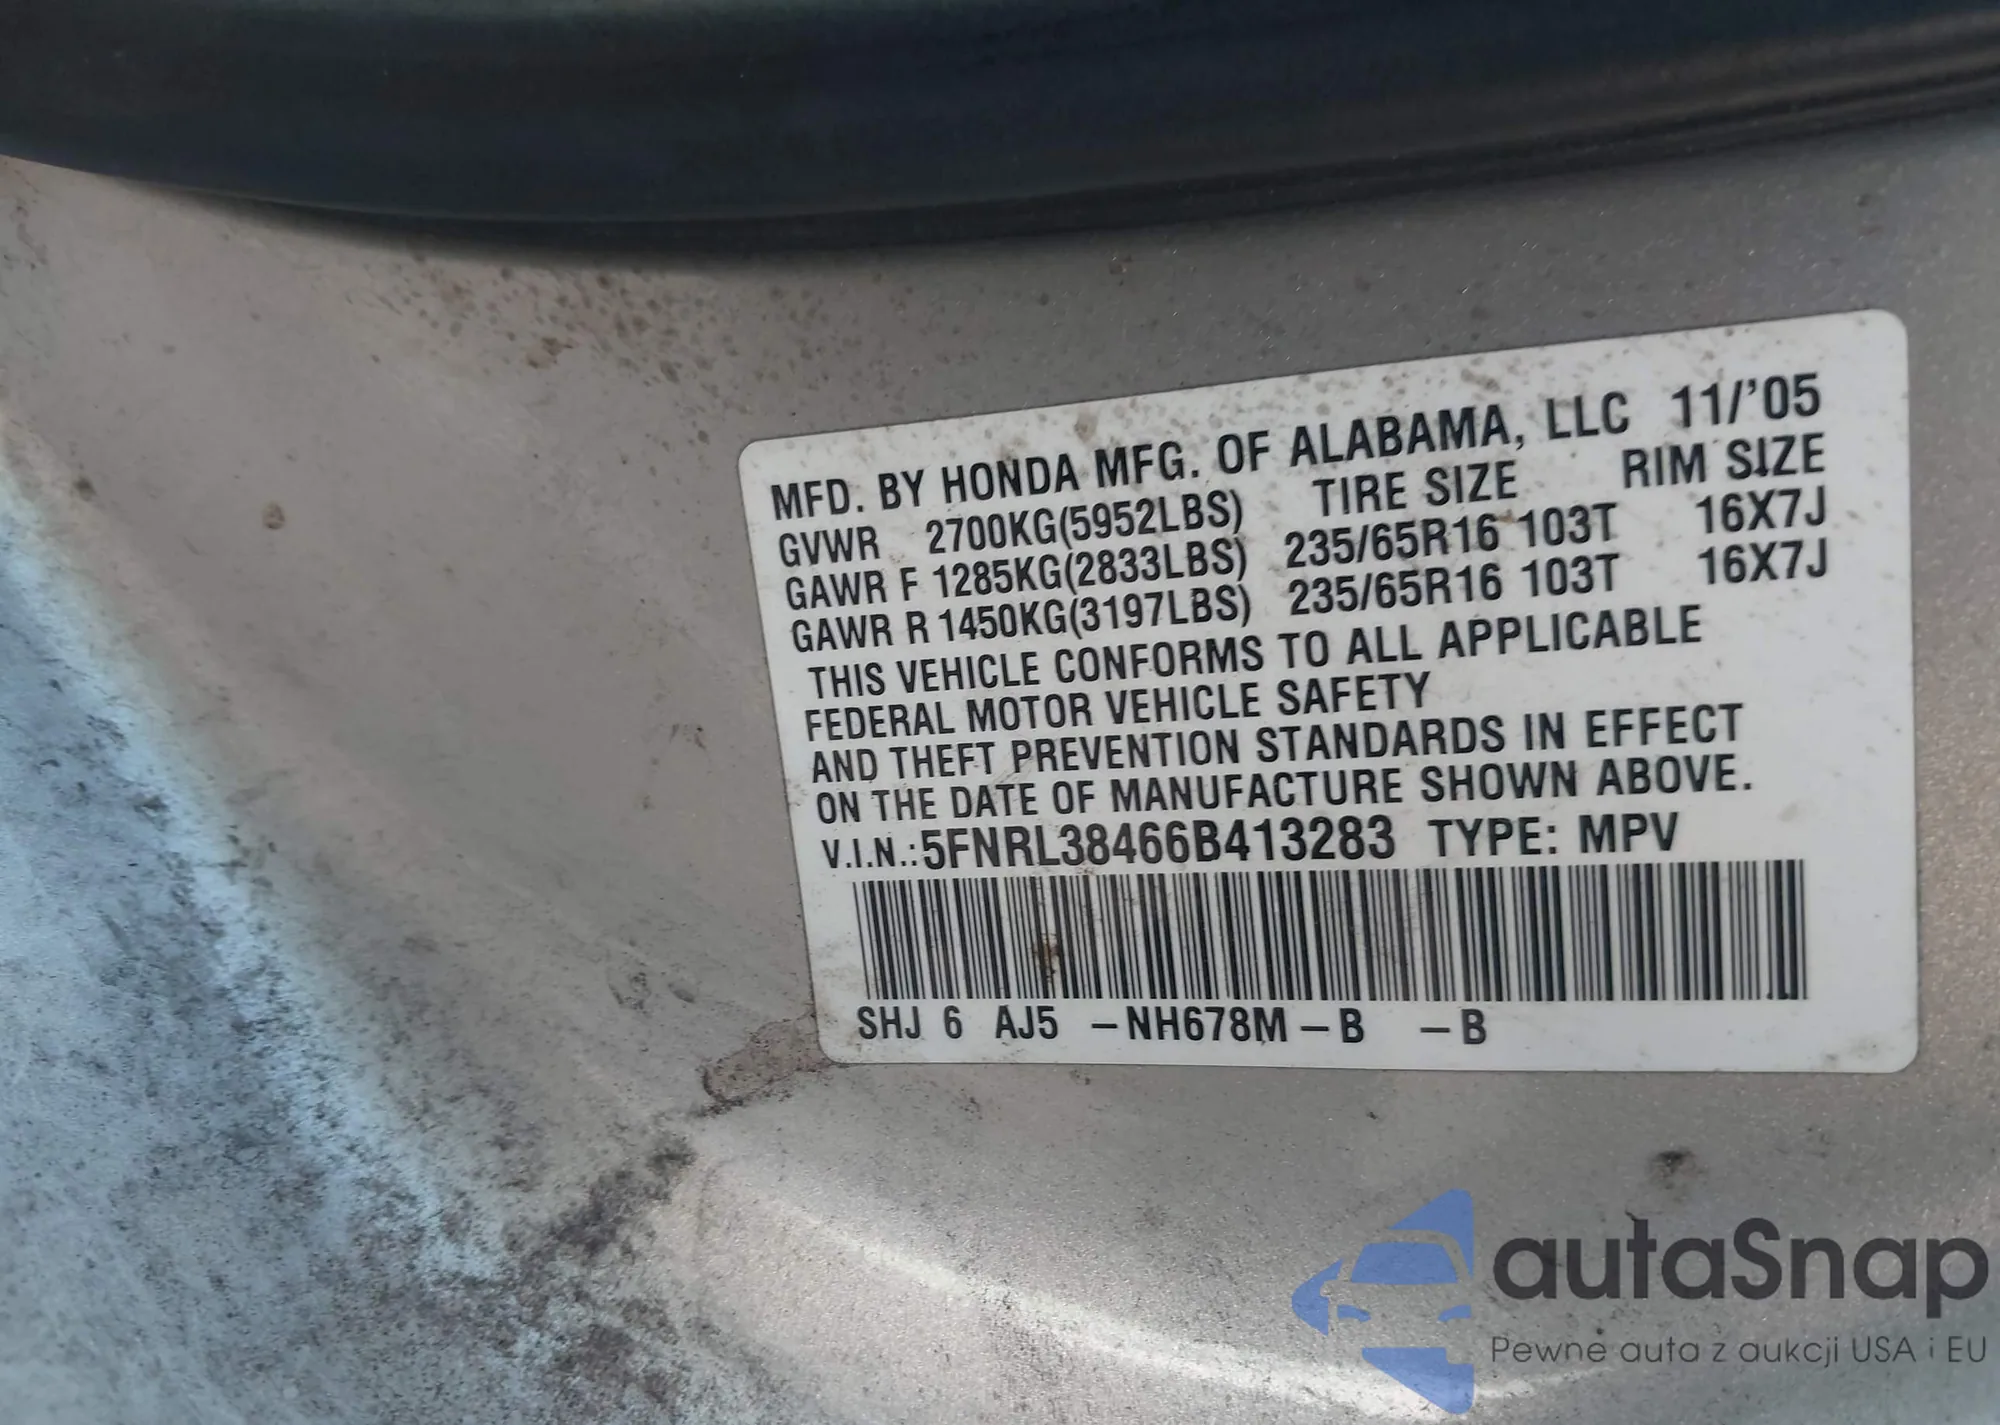 MFD. BY HONDA MFG. OF ALABAMA, LLC 11/'05
GVWR 2700KG(5952LBS) TIRE SIZE RIM SIZE
GAWR F 1285KG(2833LBS) 235/65R16 103T 16X7J
GAWR R 1450KG(3197LBS) 235/65R16 103T 16X7J
THIS VEHICLE CONFORMS TO ALL APPLICABLE
FEDERAL MOTOR VEHICLE SAFETY
AND THEFT PREVENTION STANDARDS IN EFFECT
ON THE DATE OF MANUFACTURE SHOWN ABOVE.
V.I.N.:5FNRL38466B413283 TYPE: MPV
SHJ 6 AJ5 -NH678M-B -B
autaSnap
Pewne auta z aukcji USA i EU